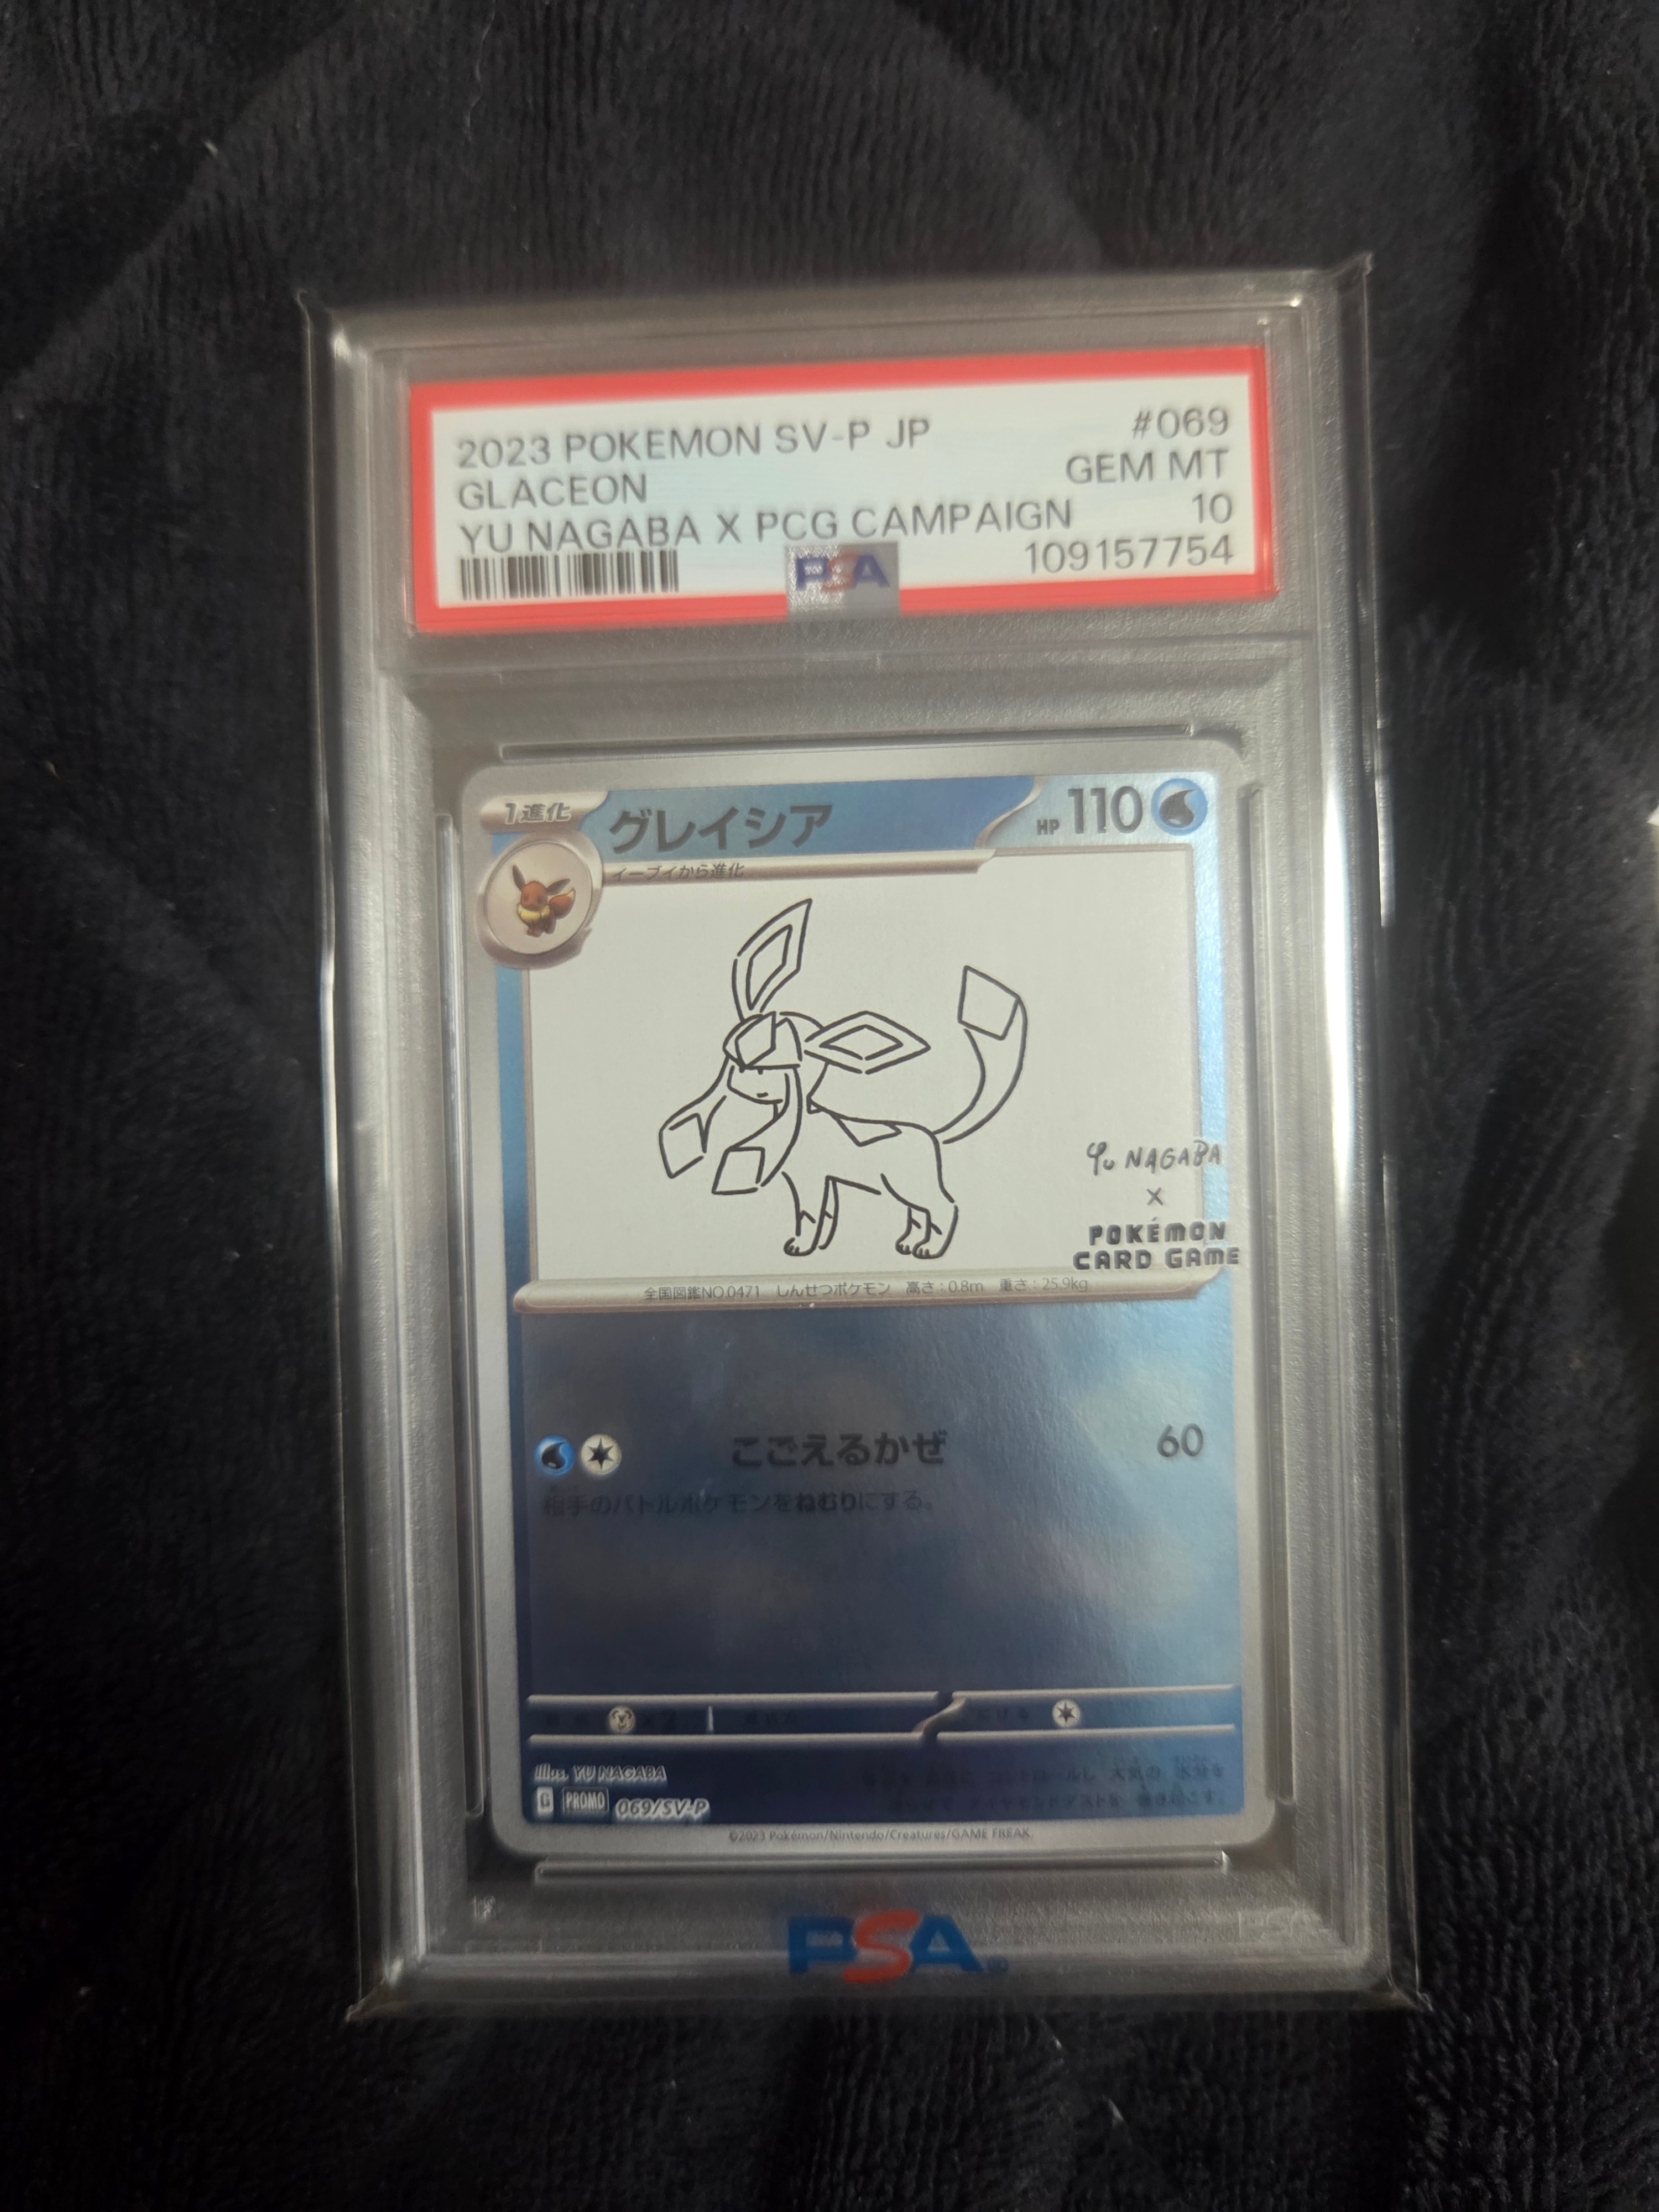 2023 POKEMON SV-P JP #069
GLACEON GEM MT
YU NAGABA X PCG CAMPAIGN 10
PSA 109157754
1進化 グレイシア HP 110
イーブイから進化
Yu NAGABA
×
POKÉMON
CARD GAME
全国図鑑NO.0471 しんせつポケモン 高さ:0.8m 重さ:25.9kg
こごえるかぜ 60
相手のバトルポケモンをねむりにする。
×2
Illus. YU NAGABA
G PROMO 069/SV-P
©2023 Pokémon/Nintendo/Creatures/GAME FREAK.
PSA